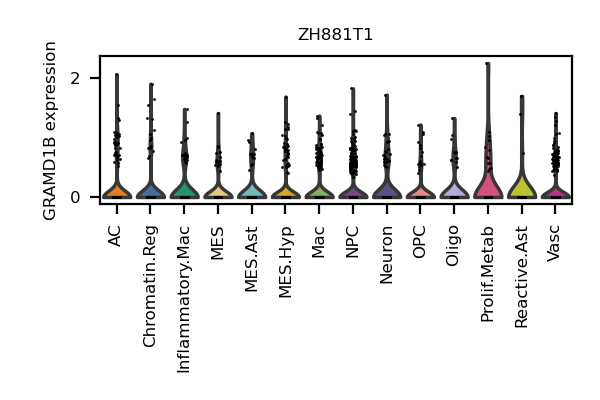 ZH881T1
GRAMD1B expression
2
0
AC
Chromatin.Reg
Inflammatory.Mac
MES
MES.Ast
MES.Hyp
Mac
NPC
Neuron
OPC
Oligo
Prolif.Metab
Reactive.Ast
Vasc